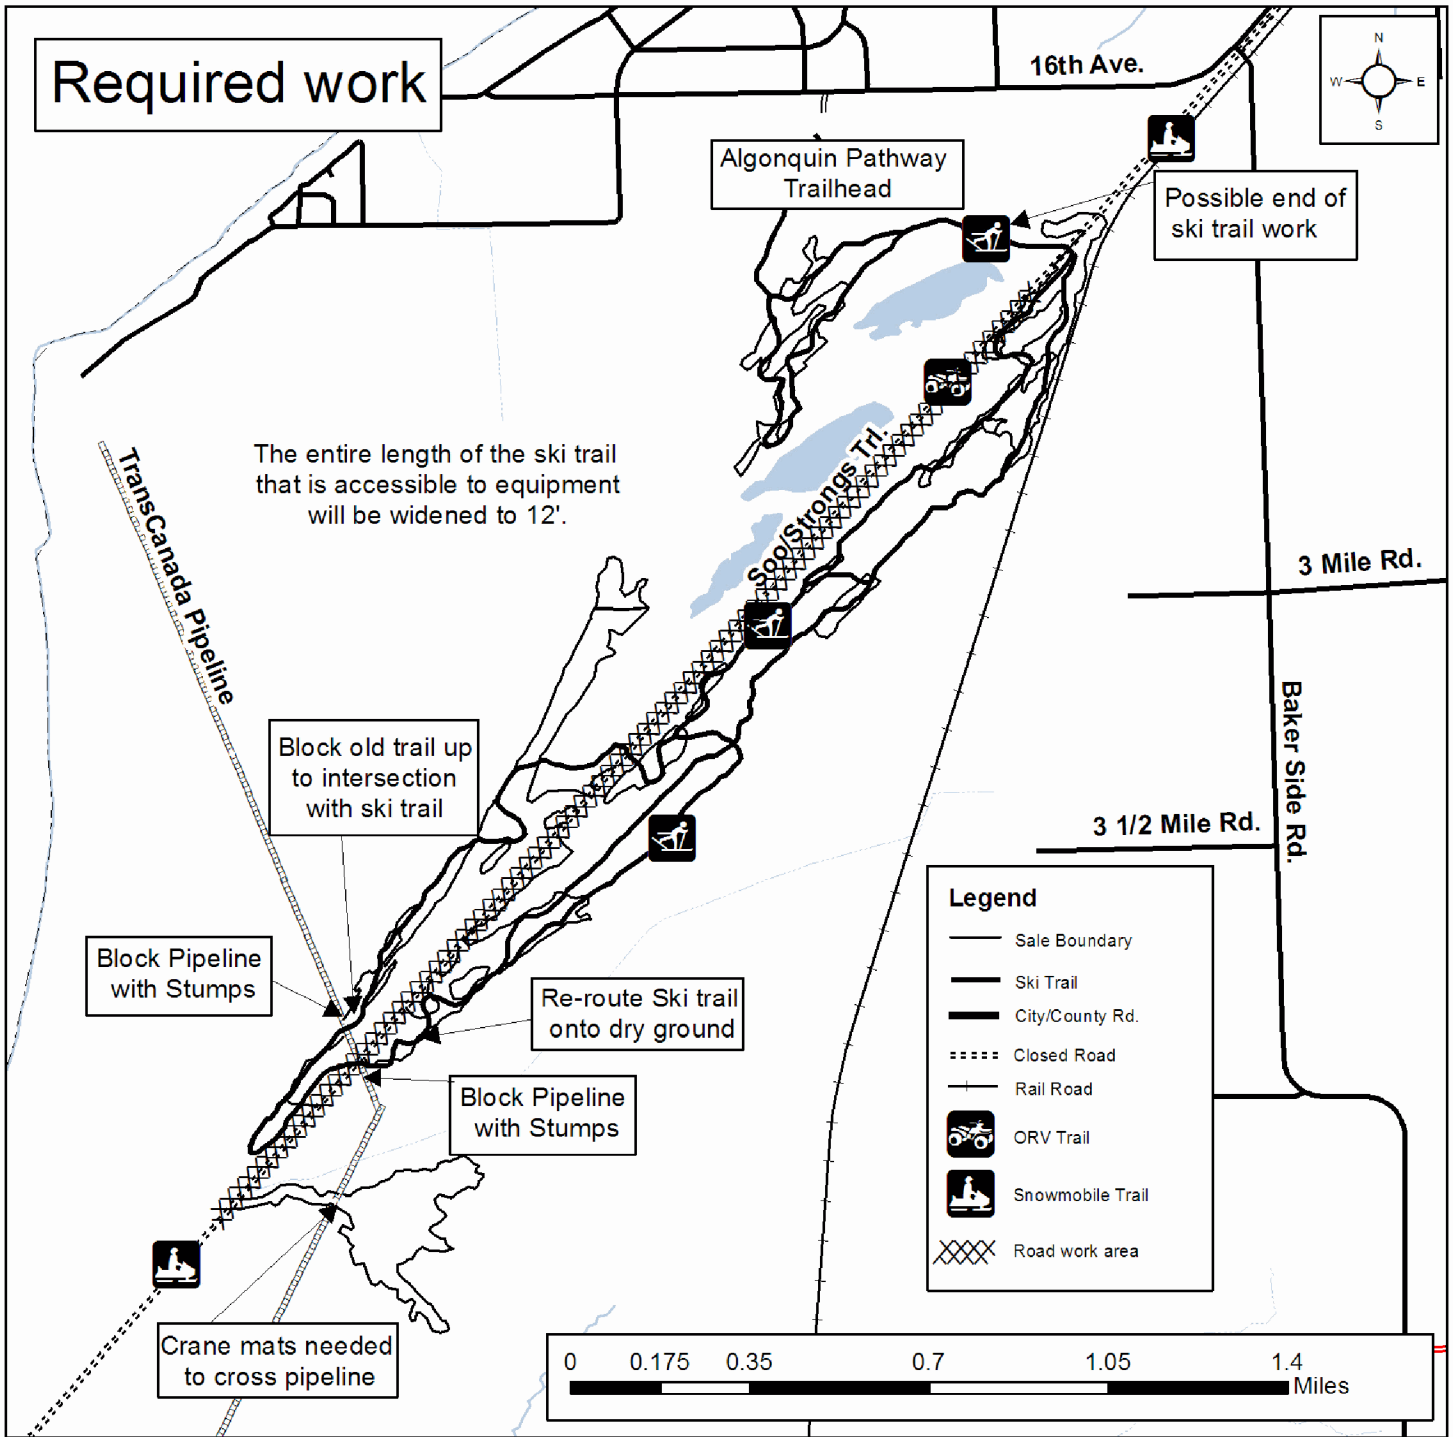 Required work
16th Ave.
N
W
E
S
Algonquin Pathway
Trailhead
Possible end of
ski trail work
TransCanada Pipeline
The entire length of the ski trail
that is accessible to equipment
will be widened to 12'.
Soo/Strongs Trl.
3 Mile Rd.
Baker Side Rd.
Block old trail up
to intersection
with ski trail
3 1/2 Mile Rd.
Block Pipeline
with Stumps
Re-route Ski trail
onto dry ground
Block Pipeline
with Stumps
Crane mats needed
to cross pipeline
Legend
Sale Boundary
Ski Trail
City/County Rd.
Closed Road
Rail Road
ORV Trail
Snowmobile Trail
Road work area
0 0.175 0.35 0.7 1.05 1.4
Miles